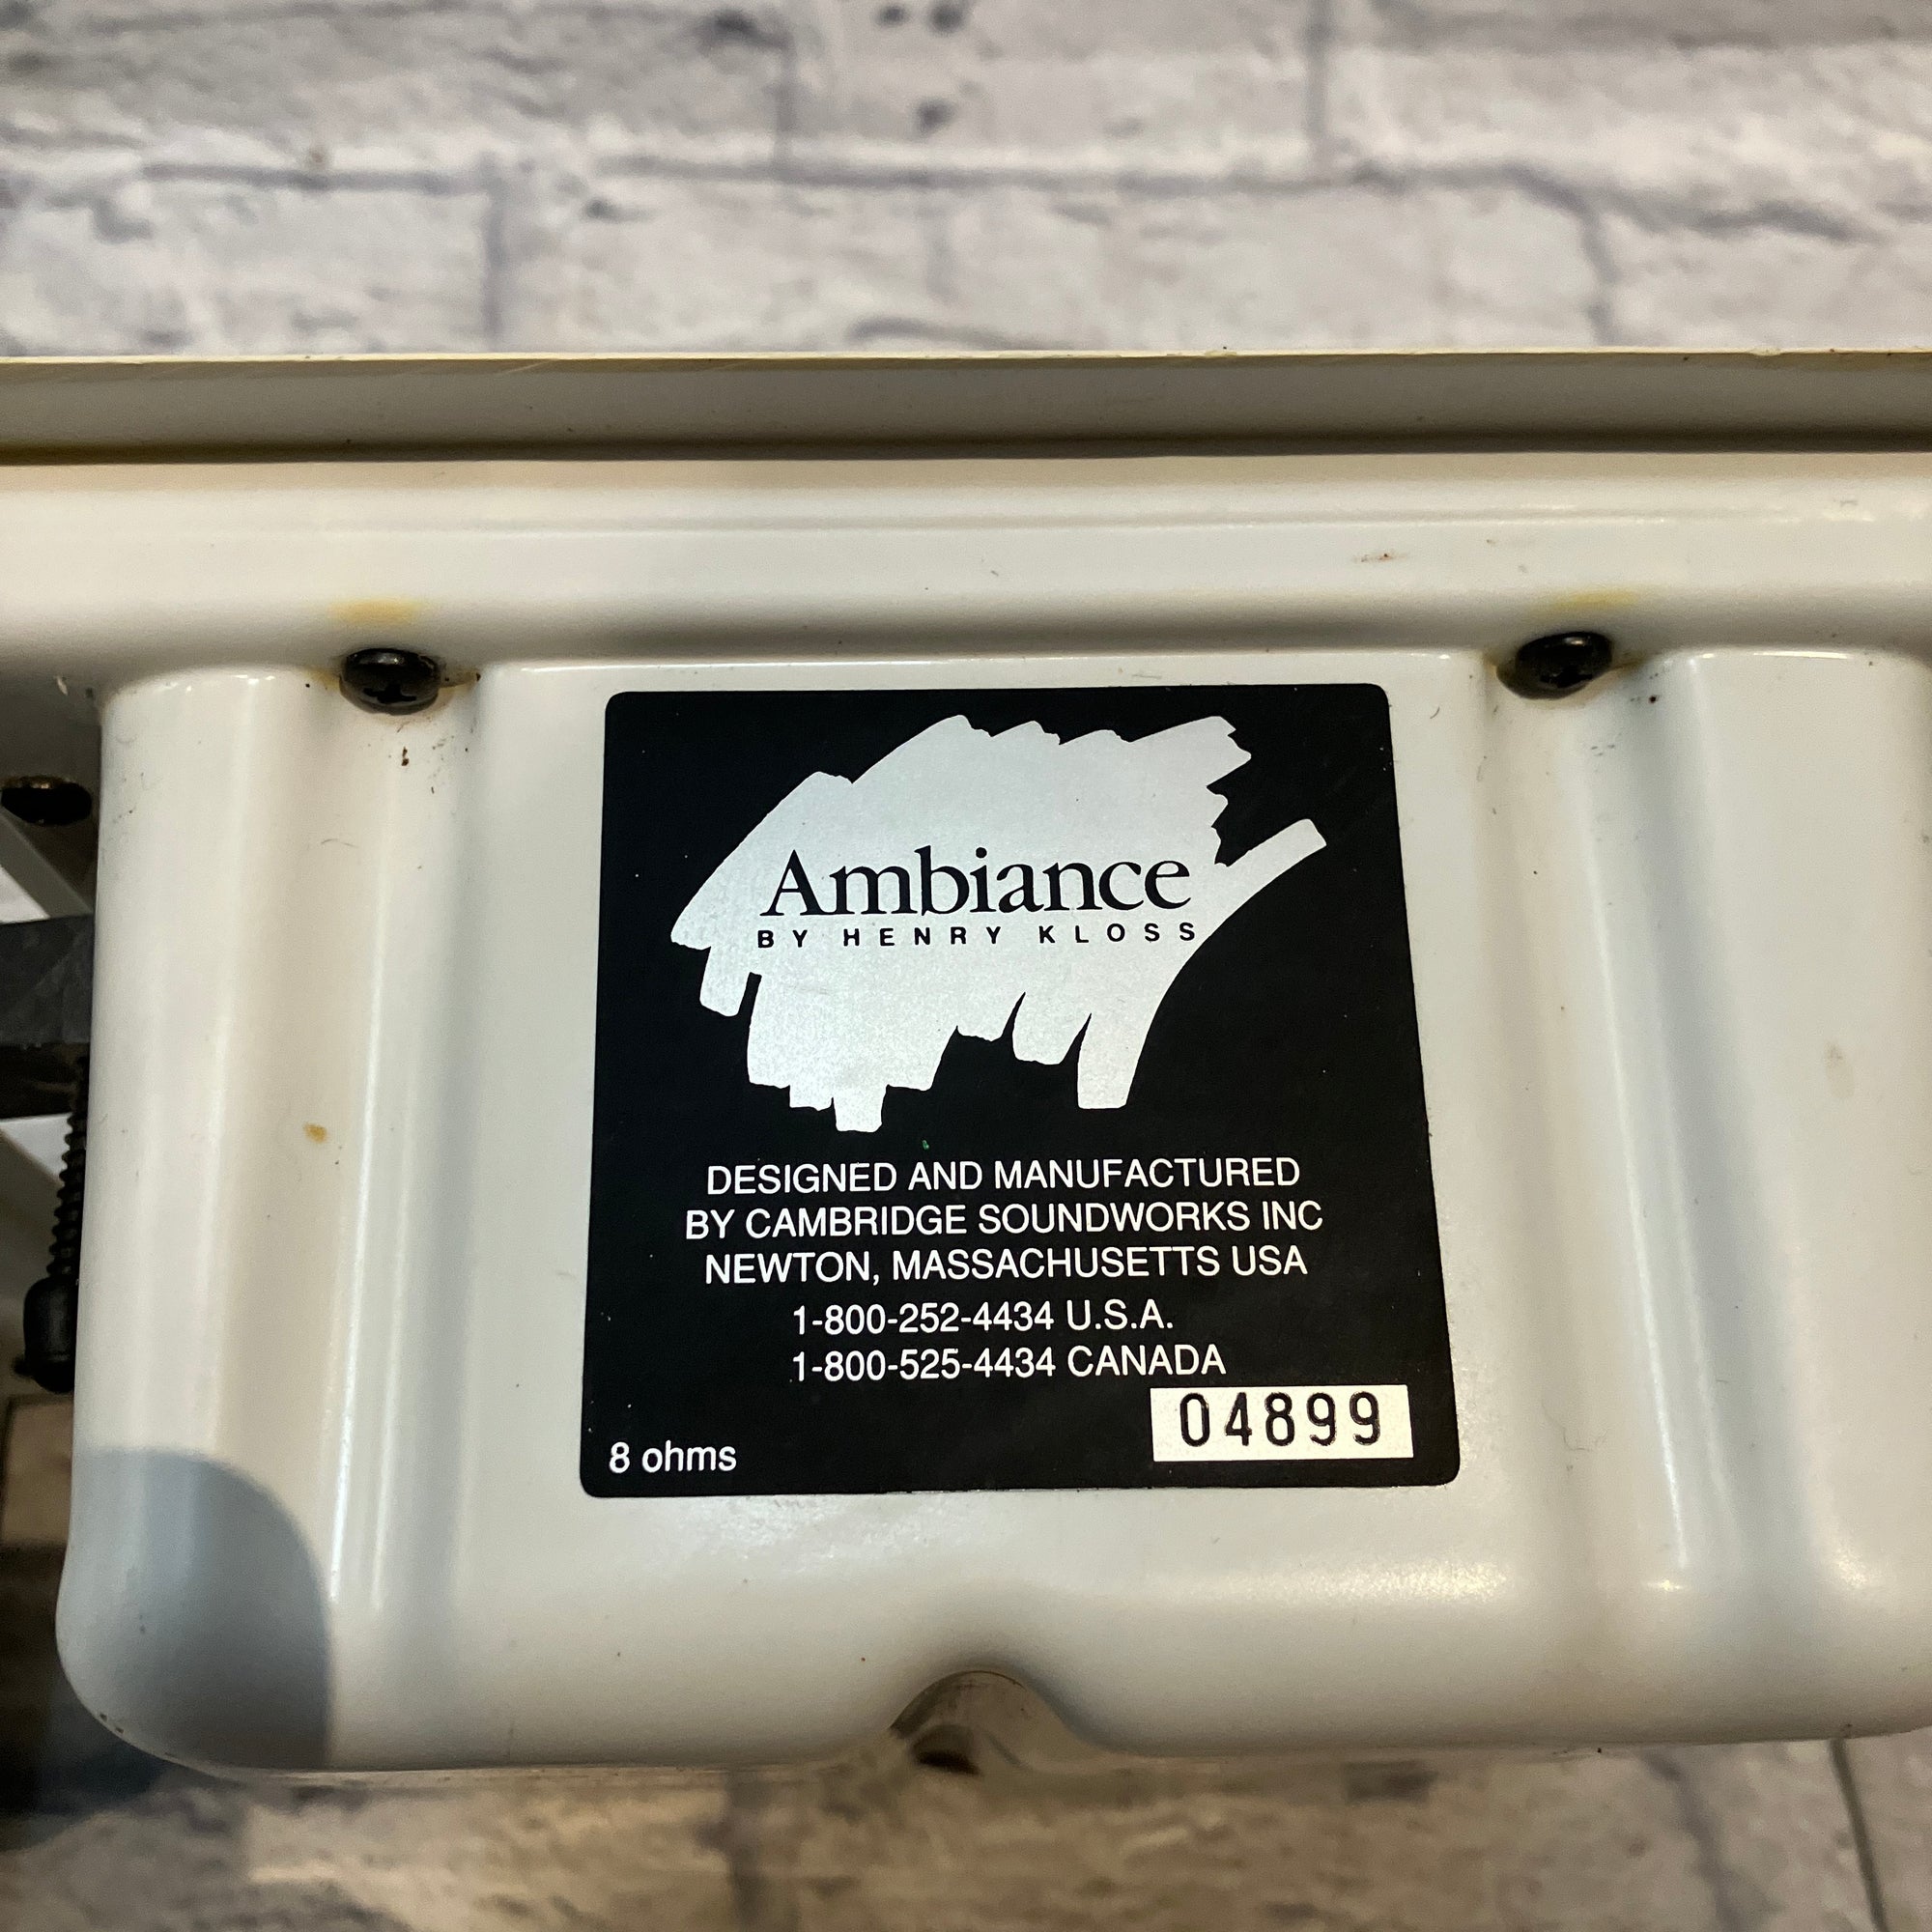 Ambiance
BY HENRY KLOSS
DESIGNED AND MANUFACTURED
BY CAMBRIDGE SOUNDWORKS INC
NEWTON, MASSACHUSETTS USA
1-800-252-4434 U.S.A.
1-800-525-4434 CANADA
04899
8 ohms